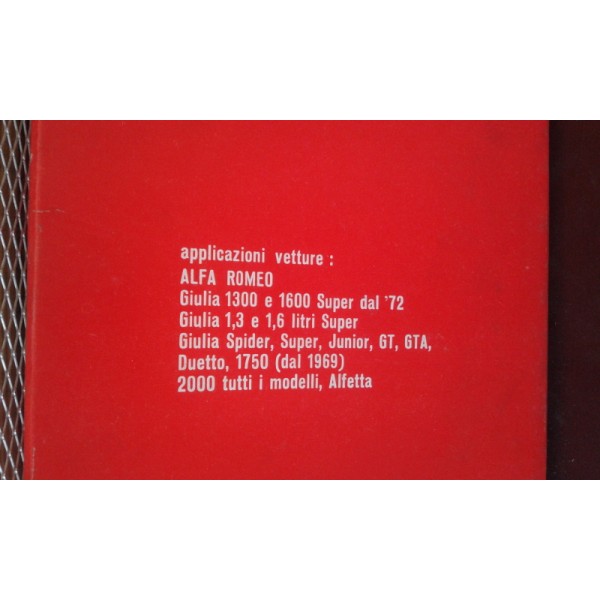 applicazioni vetture :
ALFA ROMEO
Giulia 1300 e 1600 Super dal '72
Giulia 1,3 e 1,6 litri Super
Giulia Spider, Super, Junior, GT, GTA,
Duetto, 1750 (dal 1969)
2000 tutti i modelli, Alfetta